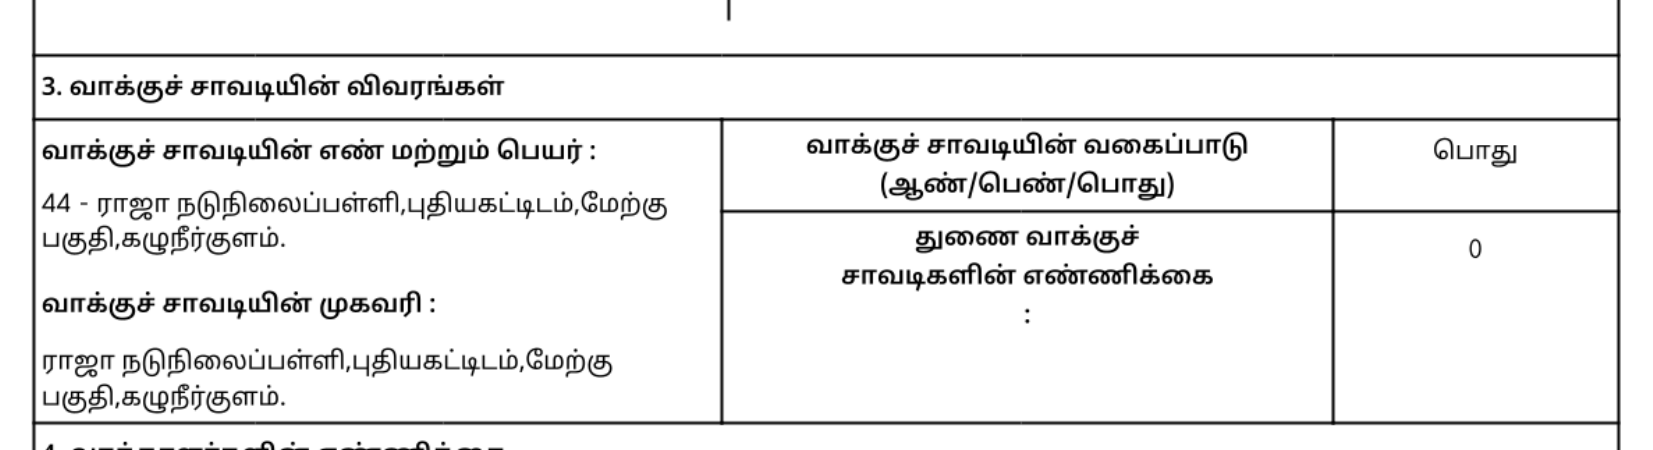 3. வாக்குச் சாவடியின் விவரங்கள்
வாக்குச் சாவடியின் எண் மற்றும் பெயர் :
44 - ராஜா நடுநிலைப்பள்ளி,புதியகட்டிடம்,மேற்கு
பகுதி,கழுநீர்குளம்.
வாக்குச் சாவடியின் முகவரி :
ராஜா நடுநிலைப்பள்ளி,புதியகட்டிடம்,மேற்கு
பகுதி,கழுநீர்குளம்.
வாக்குச் சாவடியின் வகைப்பாடு
(ஆண்/பெண்/பொது)
பொது
துணை வாக்குச்
சாவடிகளின் எண்ணிக்கை
:
0